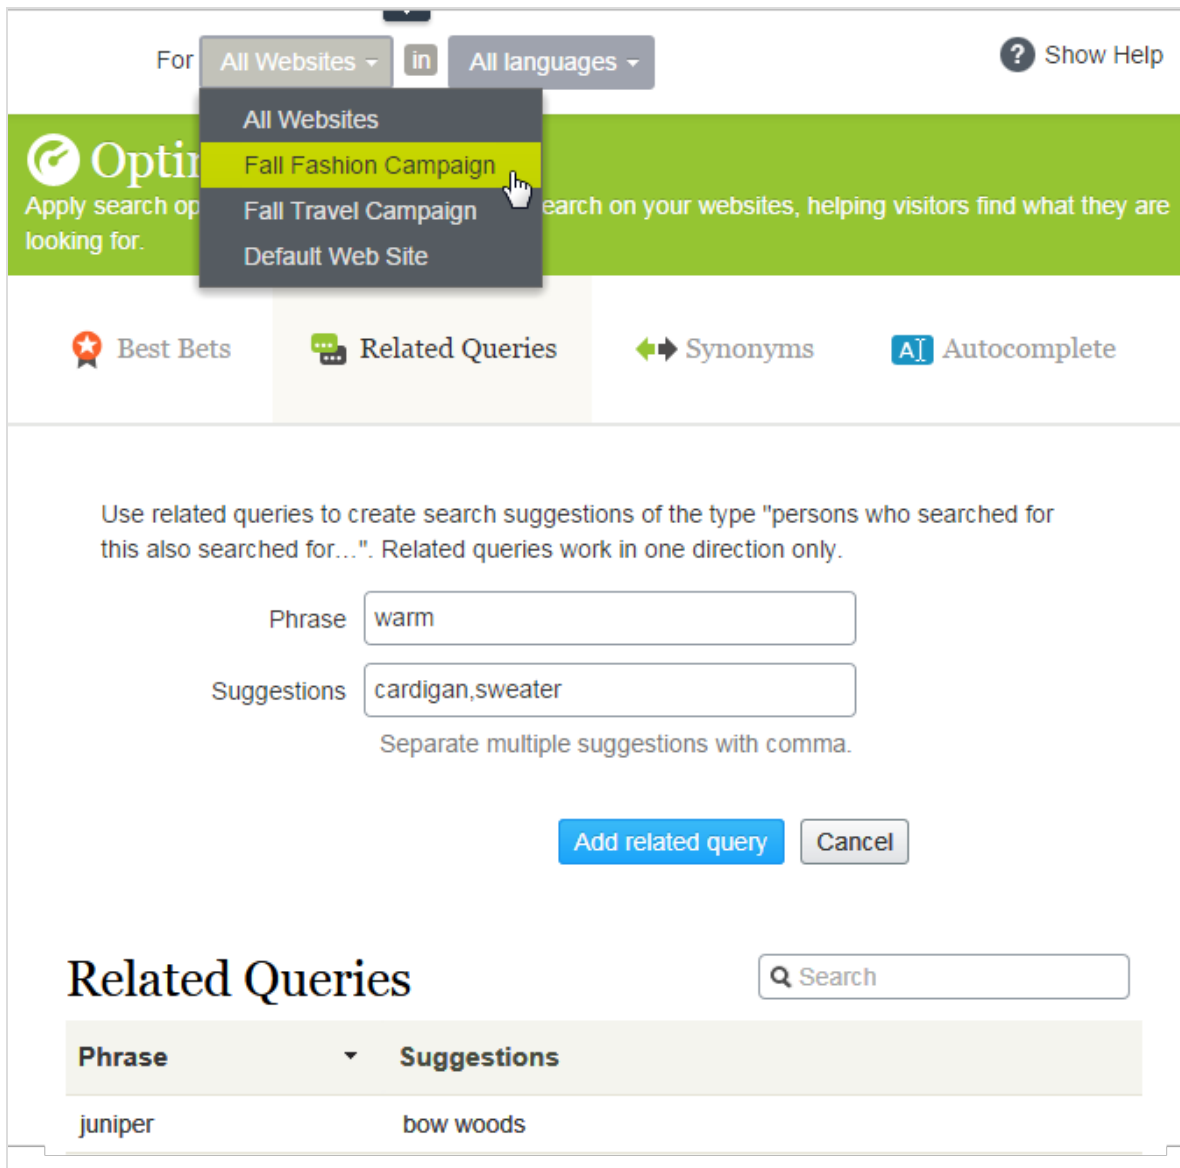 For All Websites in All languages Show Help
All Websites
Fall Fashion Campaign
Fall Travel Campaign
Default Web Site
Apply search earch on your websites, helping visitors find what they are
looking for.
Best Bets Related Queries Synonyms Autocomplete
Use related queries to create search suggestions of the type "persons who searched for
this also searched for...". Related queries work in one direction only.
Phrase warm
Suggestions cardigan,sweater
Separate multiple suggestions with comma.
Add related query Cancel
Related Queries Search
Phrase Suggestions
juniper bow woods